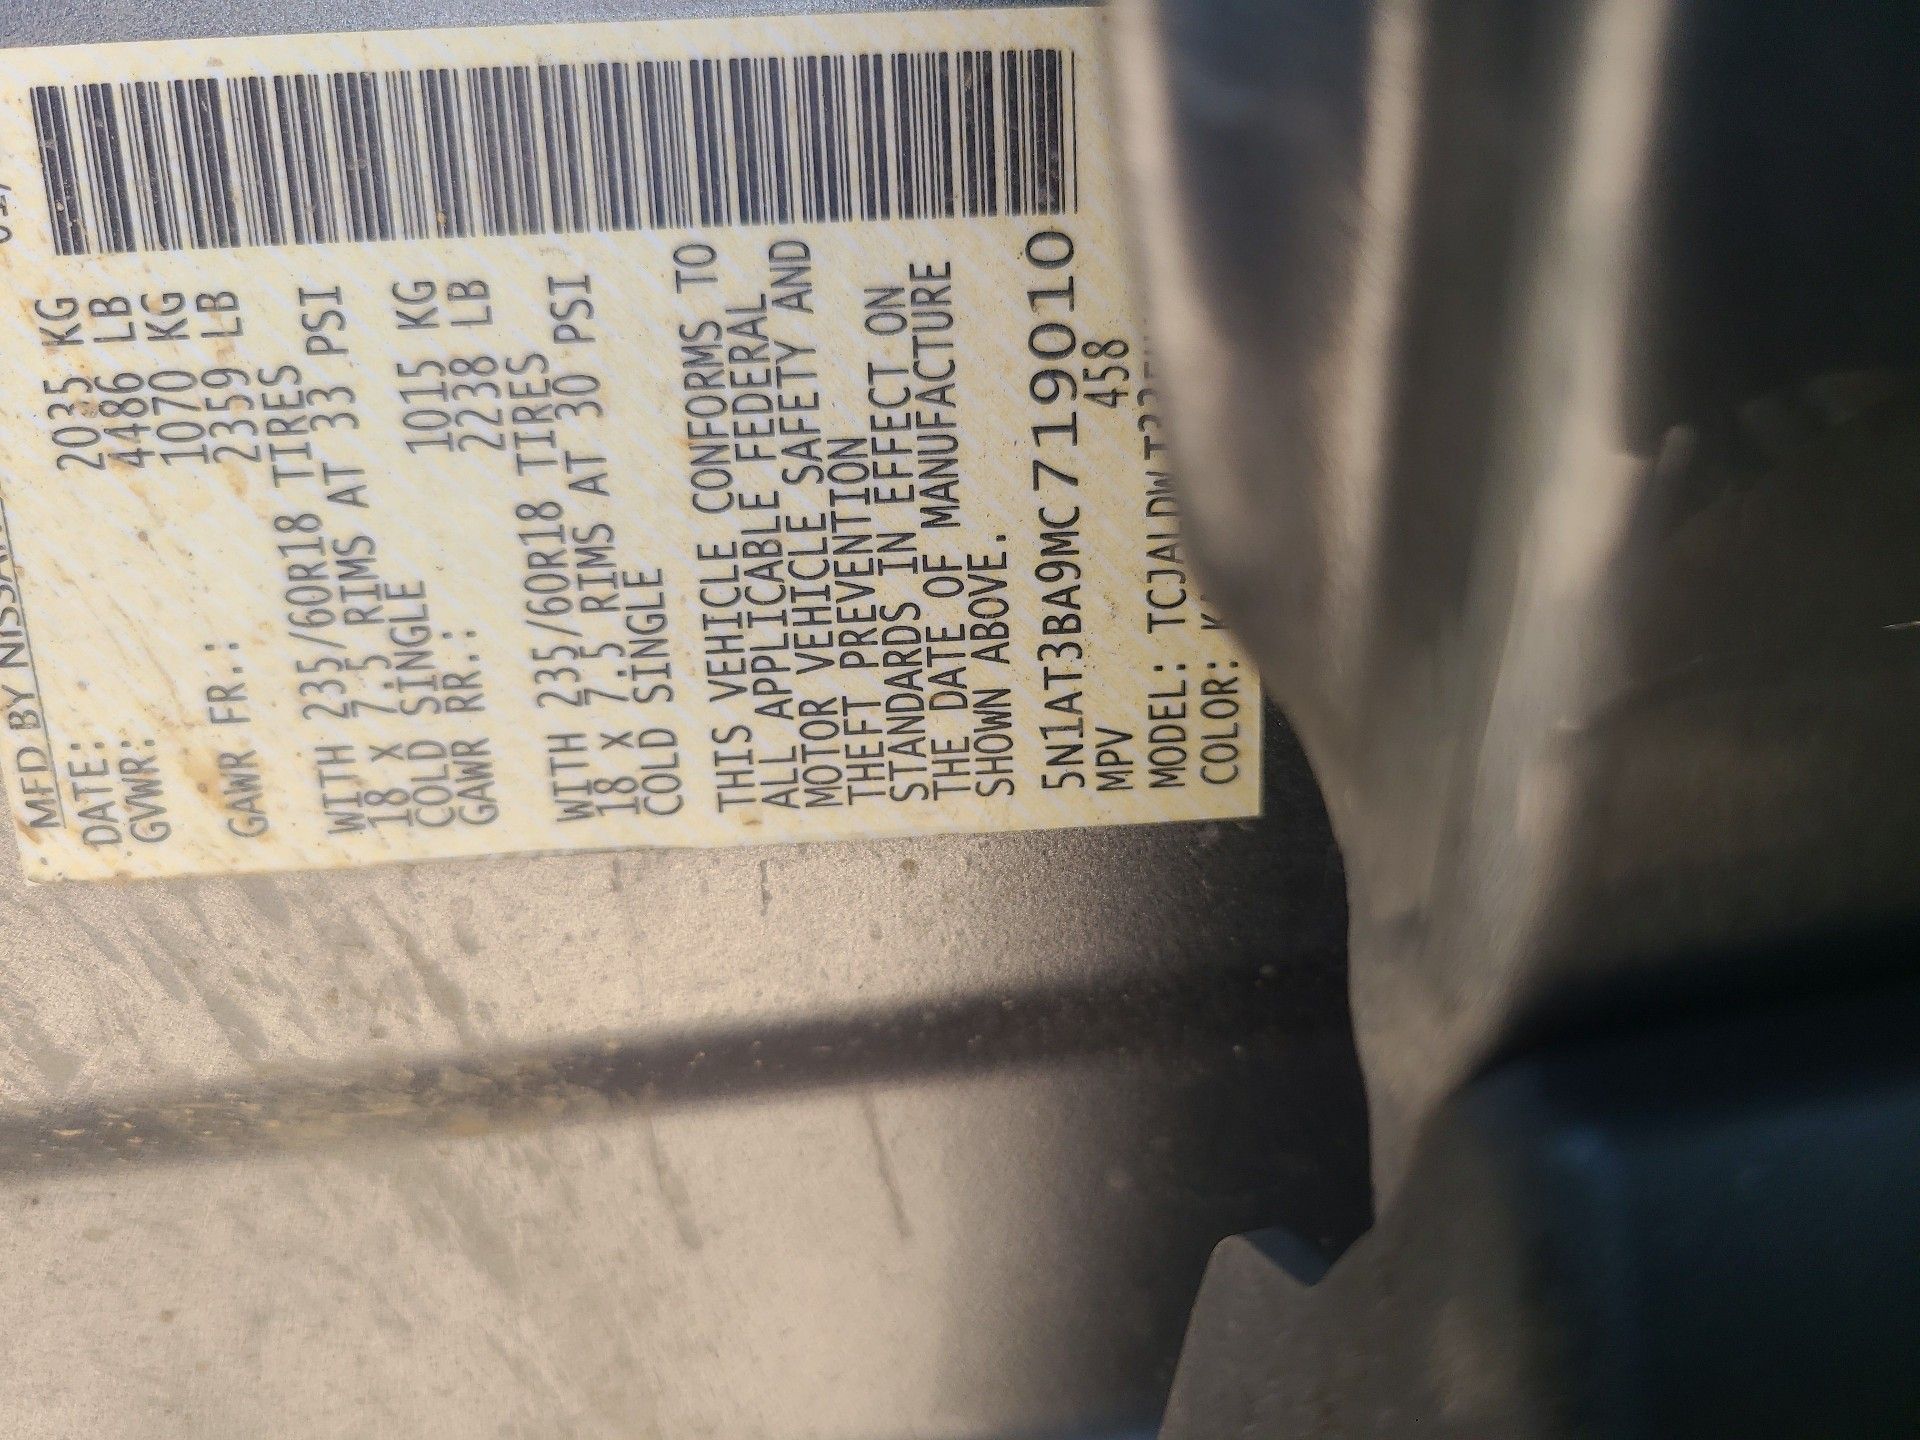 MFD BY NISSAN
DATE:
GVWR: 2035 KG
4486 LB
GAWR FR.: 1070 KG
2359 LB
WITH 235/60R18 TIRES
18 X 7.5 RIMS AT 33 PSI
COLD SINGLE
GAWR RR.: 1015 KG
2238 LB
WITH 235/60R18 TIRES
18 X 7.5 RIMS AT 30 PSI
COLD SINGLE
THIS VEHICLE CONFORMS TO
ALL APPLICABLE FEDERAL
MOTOR VEHICLE SAFETY AND
THEFT PREVENTION
STANDARDS IN EFFECT ON
THE DATE OF MANUFACTURE
SHOWN ABOVE.
5N1AT3BA9MC719010
MPV 458
MODEL: TCJALDW
COLOR: